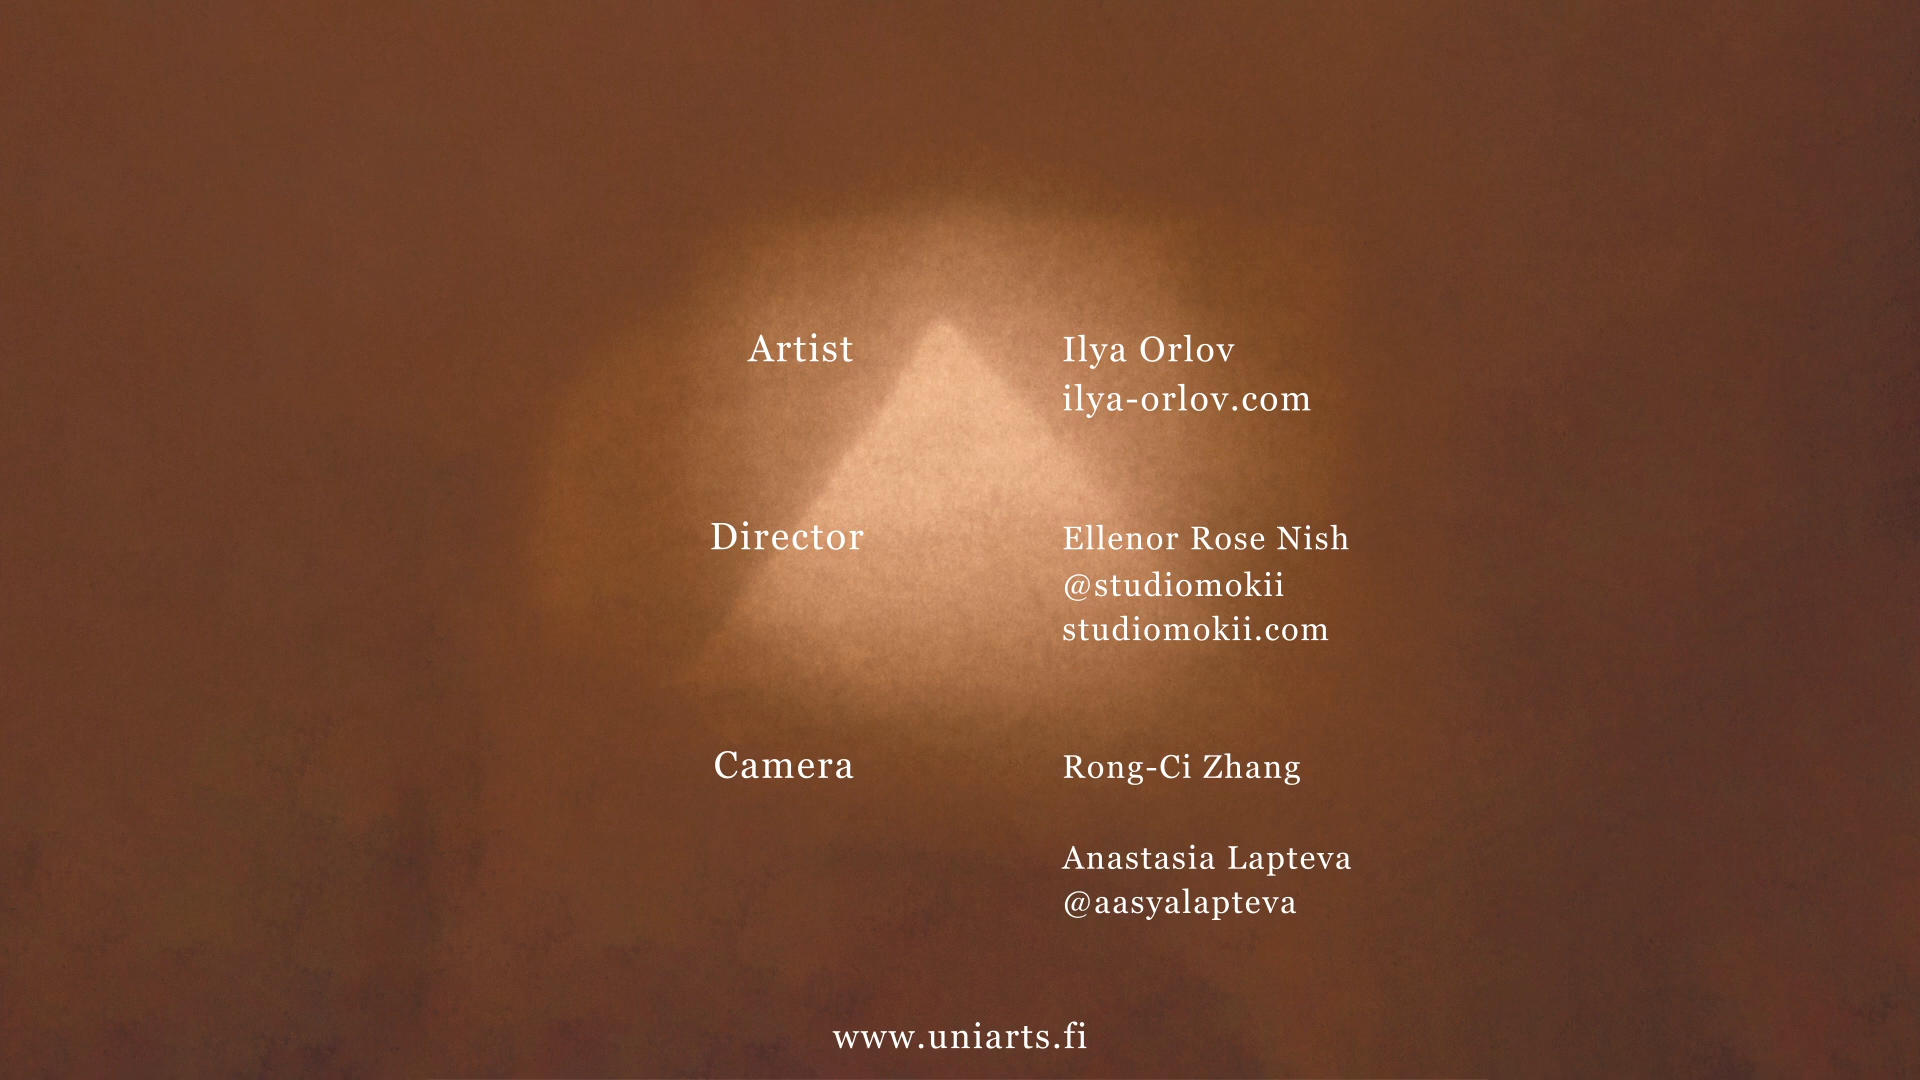 Artist Ilya Orlov
ilya-orlov.com
Director Ellenor Rose Nish
@studiomokii
studiomokii.com
Camera Rong-Ci Zhang
Anastasia Lapteva
@aasyalapteva
www.uniarts.fi